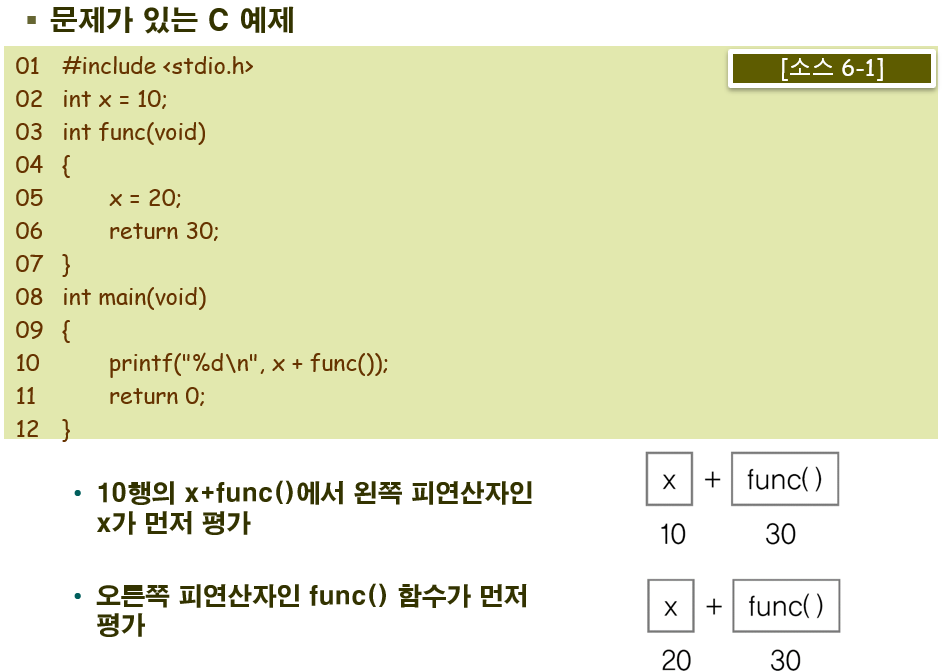 ▪ 문제가 있는 C 예제
[소스 6-1]
01 #include <stdio.h>
02 int x = 10;
03 int func(void)
04 {
05 x = 20;
06 return 30;
07 }
08 int main(void)
09 {
10 printf("%d\n", x + func());
11 return 0;
12 }
• 10행의 x+func()에서 왼쪽 피연산자인
x가 먼저 평가
x + func()
10 30
• 오른쪽 피연산자인 func() 함수가 먼저
평가
x + func()
20 30